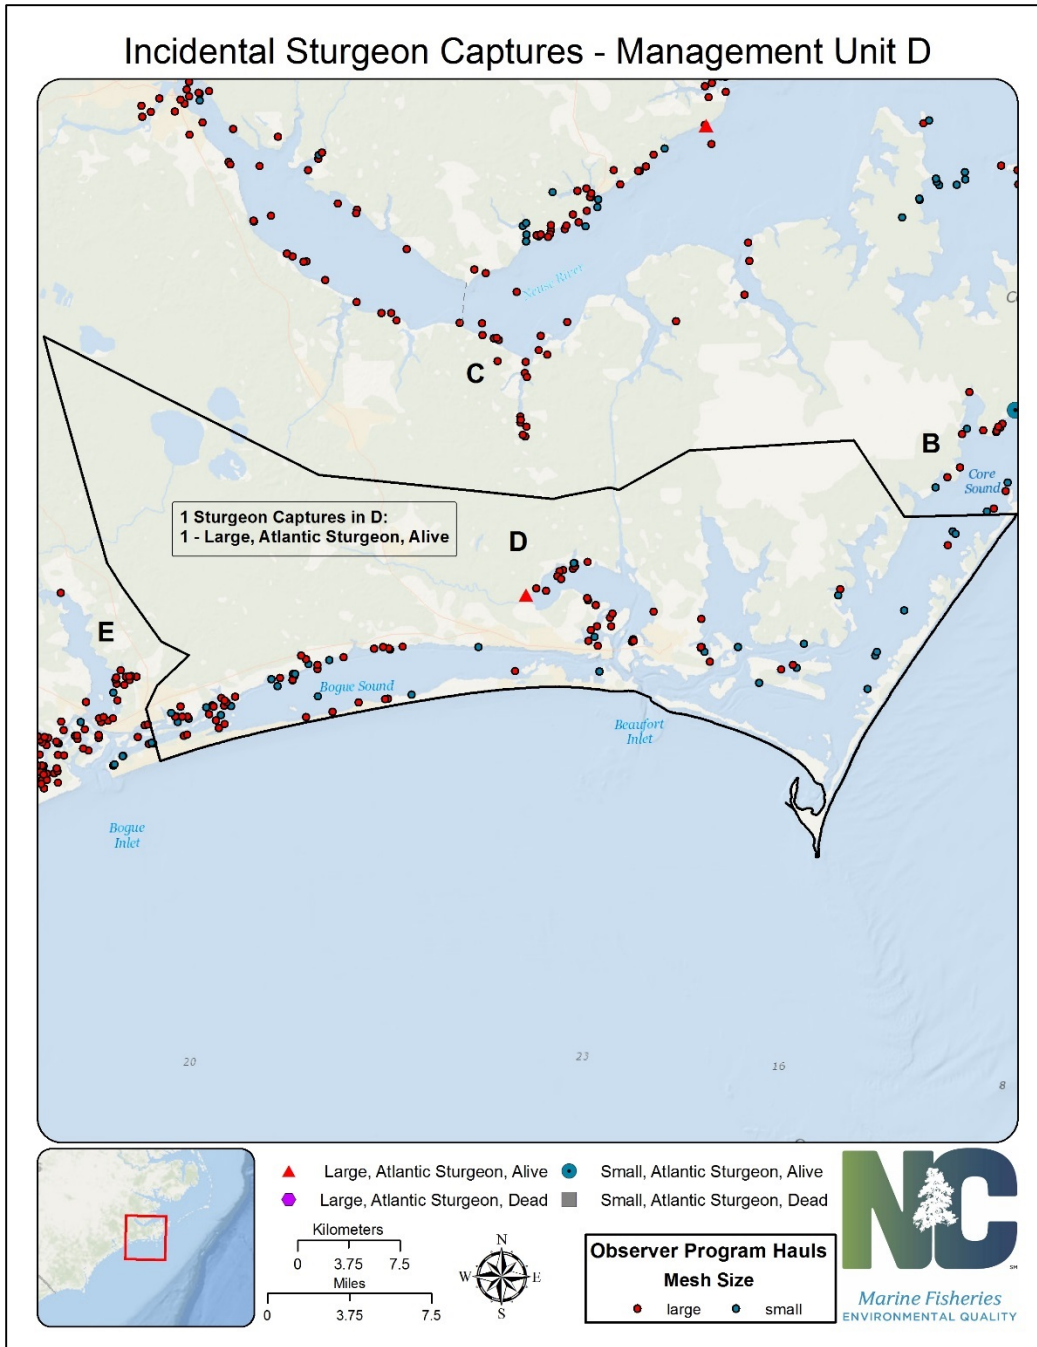 Incidental Sturgeon Captures - Management Unit D
Neuse River
C
B
Core
Sound
1 Sturgeon Captures in D:
1 - Large, Atlantic Sturgeon, Alive
D
E
Bogue Sound
Beaufort
Inlet
Bogue
Inlet
20
23
16
8
Large, Atlantic Sturgeon, Alive
Small, Atlantic Sturgeon, Alive
Large, Atlantic Sturgeon, Dead
Small, Atlantic Sturgeon, Dead
Kilometers
0 3.75 7.5
Miles
0 3.75 7.5
N
W E
S
Observer Program Hauls
Mesh Size
large small
NC
SM
Marine Fisheries
ENVIRONMENTAL QUALITY